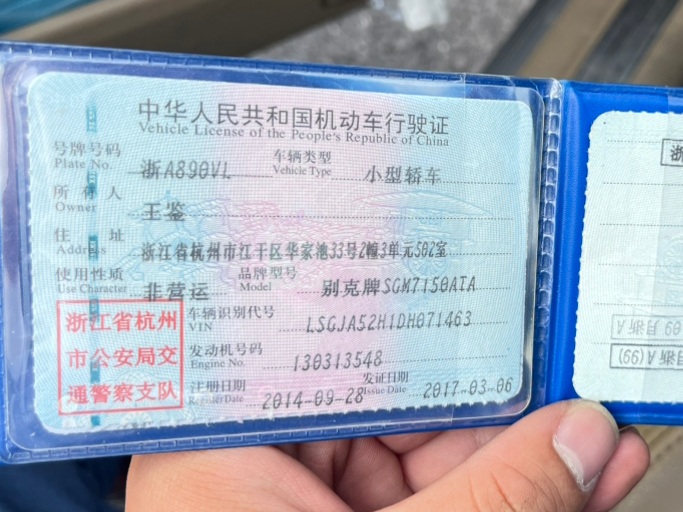 中华人民共和国机动车行驶证
Vehicle License of the People's Republic of China
号牌号码 浙A890VL 车辆类型 小型轿车
Plate No. Vehicle Type
所有人 王鉴
Owner
住址 浙江省杭州市江干区华家池33号2幢3单元502室
Address
使用性质 非营运 品牌型号 别克牌SGM7150ATA
Use Character Model
浙江省杭州
市公安局交
通警察支队
车辆识别代号 LSGJA52H1DH071463
VIN
发动机号码 130313548
Engine No.
注册日期 2014-09-28 发证日期 2017-03-06
Register Date Issue Date
浙